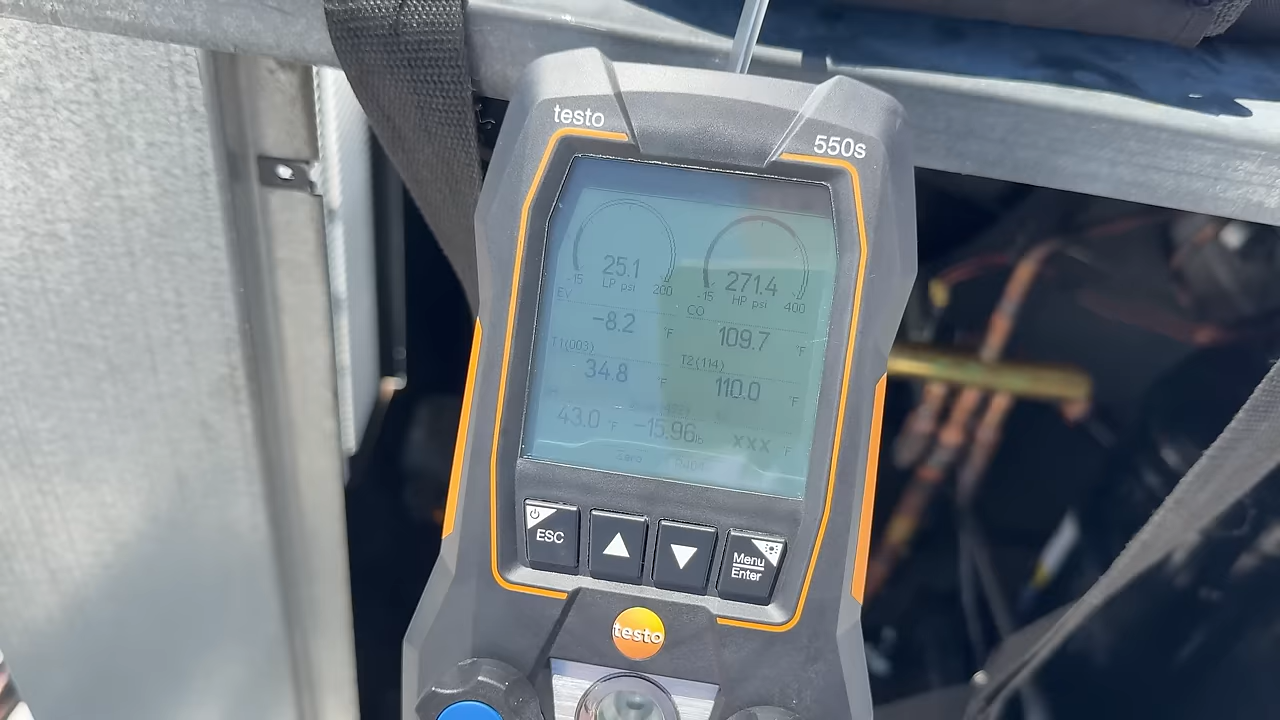 testo
550s
25.1
271.4
-15 LP psi 200
-15 HP psi 400
EV
CO
-8.2 °F
109.7 °F
T1(003)
T2(114)
34.8 °F
110.0 °F
43.0 °F
-15.96 lb
xxx °F
ESC
Menu
Enter
testo